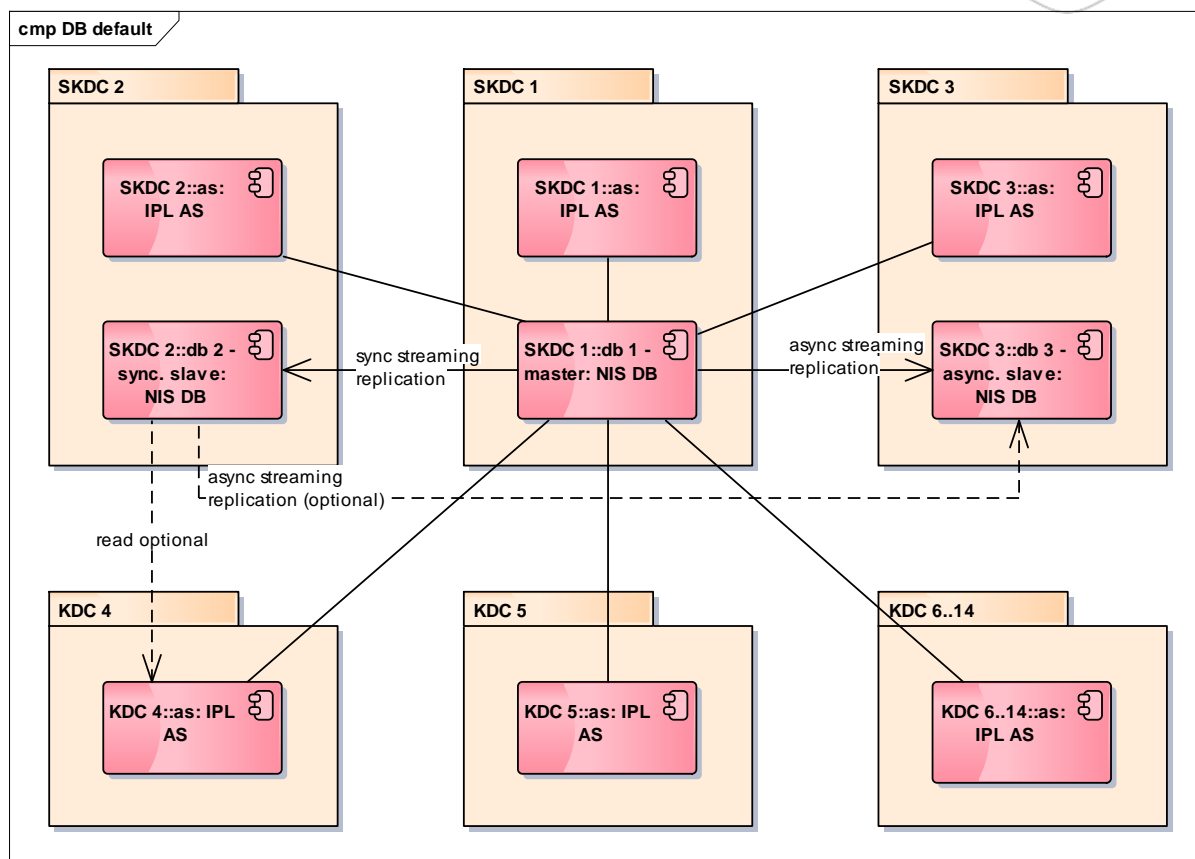 cmp DB default
SKDC 2
SKDC 1
SKDC 3
SKDC 2::as:
IPL AS
SKDC 1::as:
IPL AS
SKDC 3::as:
IPL AS
SKDC 2::db 2 -
sync. slave:
NIS DB
sync streaming
replication
SKDC 1::db 1 -
master: NIS DB
async streaming
replication
SKDC 3::db 3 -
async. slave:
NIS DB
async streaming
replication (optional)
read optional
KDC 4
KDC 5
KDC 6..14
KDC 4::as: IPL
AS
KDC 5::as: IPL
AS
KDC 6..14::as:
IPL AS